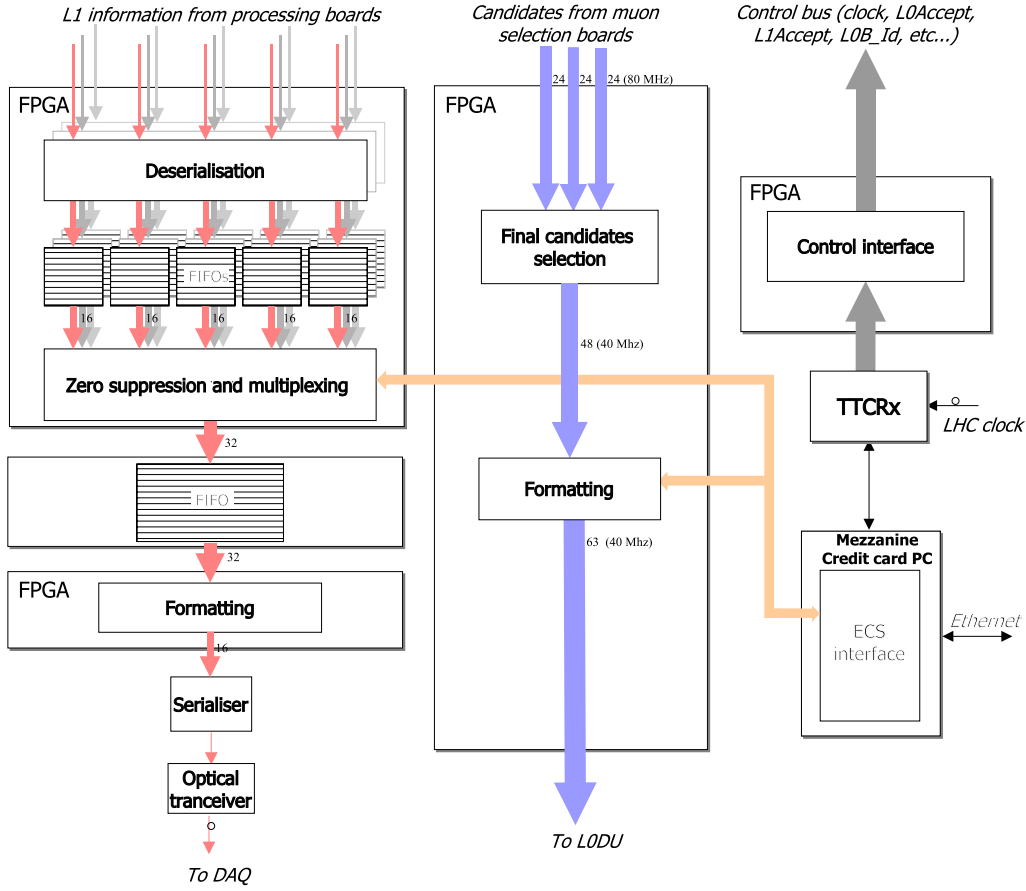 L1 information from processing boards
FPGA
Deserialisation
FIFOs
16 16 16 16
Zero suppression and multiplexing
32
FIFO
32
FPGA
Formatting
16
Serialiser
Optical
tranceiver
To DAQ
Candidates from muon
selection boards
24 24 24 (80 MHz)
FPGA
Final candidates
selection
48 (40 Mhz)
Formatting
63 (40 Mhz)
To L0DU
Control bus (clock, L0Accept,
L1Accept, L0B_Id, etc...)
FPGA
Control interface
TTCRx
LHC clock
Mezzanine
Credit card PC
ECS
interface
Ethernet